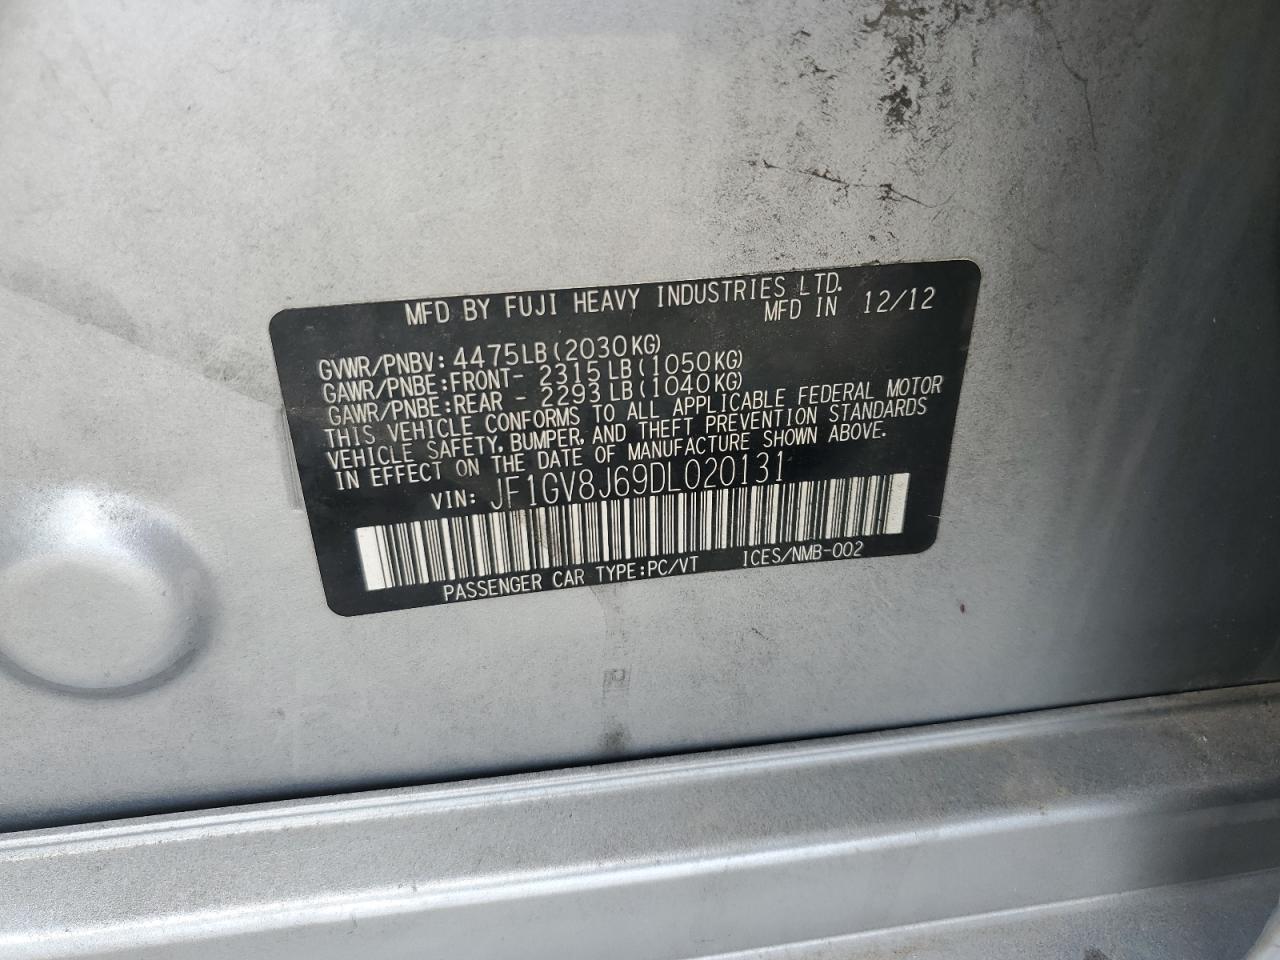 MFD BY FUJI HEAVY INDUSTRIES LTD.
MFD IN 12/12
GVWR/PNBV: 4475LB(2030KG)
GAWR/PNBE:FRONT- 2315LB(1050KG)
GAWR/PNBE:REAR - 2293LB(1040KG)
THIS VEHICLE CONFORMS TO ALL APPLICABLE FEDERAL MOTOR
VEHICLE SAFETY, BUMPER, AND THEFT PREVENTION STANDARDS
IN EFFECT ON THE DATE OF MANUFACTURE SHOWN ABOVE.
VIN: JF1GV8J69DL020131
PASSENGER CAR TYPE:PC/VT ICES/NMB-002